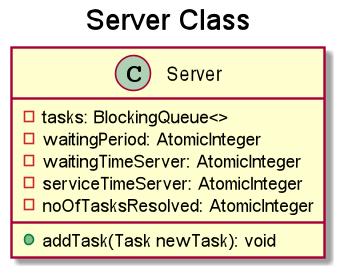 Server Class
C Server
tasks: BlockingQueue<>
waitingPeriod: AtomicInteger
waitingTimeServer: AtomicInteger
serviceTimeServer: AtomicInteger
noOfTasksResolved: AtomicInteger
addTask(Task newTask): void